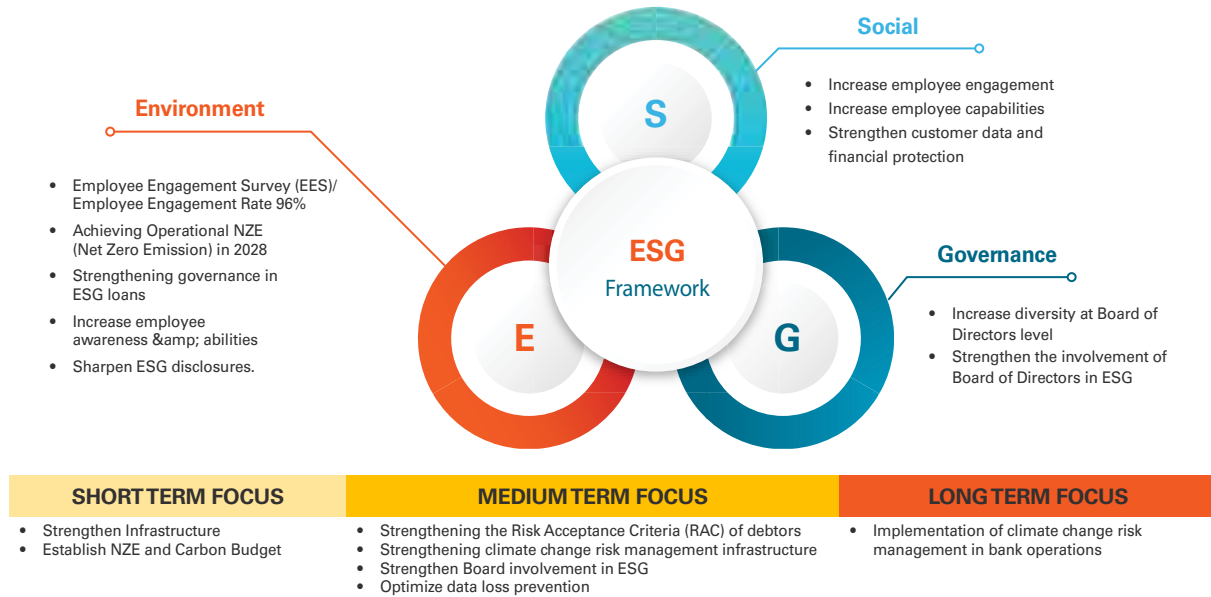 Social
• Increase employee engagement
• Increase employee capabilities
• Strengthen customer data and
financial protection
Environment
• Employee Engagement Survey (EES)/
Employee Engagement Rate 96%
• Achieving Operational NZE
(Net Zero Emission) in 2028
• Strengthening governance in
ESG loans
• Increase employee
awareness &amp; abilities
• Sharpen ESG disclosures.
S
ESG
Framework
E
G
Governance
• Increase diversity at Board of
Directors level
• Strengthen the involvement of
Board of Directors in ESG
SHORT TERM FOCUS
• Strengthen Infrastructure
• Establish NZE and Carbon Budget
MEDIUM TERM FOCUS
• Strengthening the Risk Acceptance Criteria (RAC) of debtors
• Strengthening climate change risk management infrastructure
• Strengthen Board involvement in ESG
• Optimize data loss prevention
LONG TERM FOCUS
• Implementation of climate change risk
management in bank operations